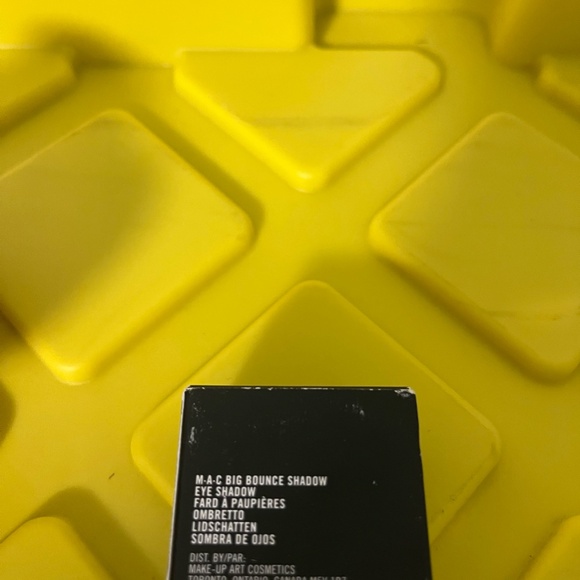 M·A·C BIG BOUNCE SHADOW
EYE SHADOW
FARD À PAUPIÈRES
OMBRETTO
LIDSCHATTEN
SOMBRA DE OJOS
DIST. BY/PAR:
MAKE-UP ART COSMETICS
TORONTO, ONTARIO, CANADA